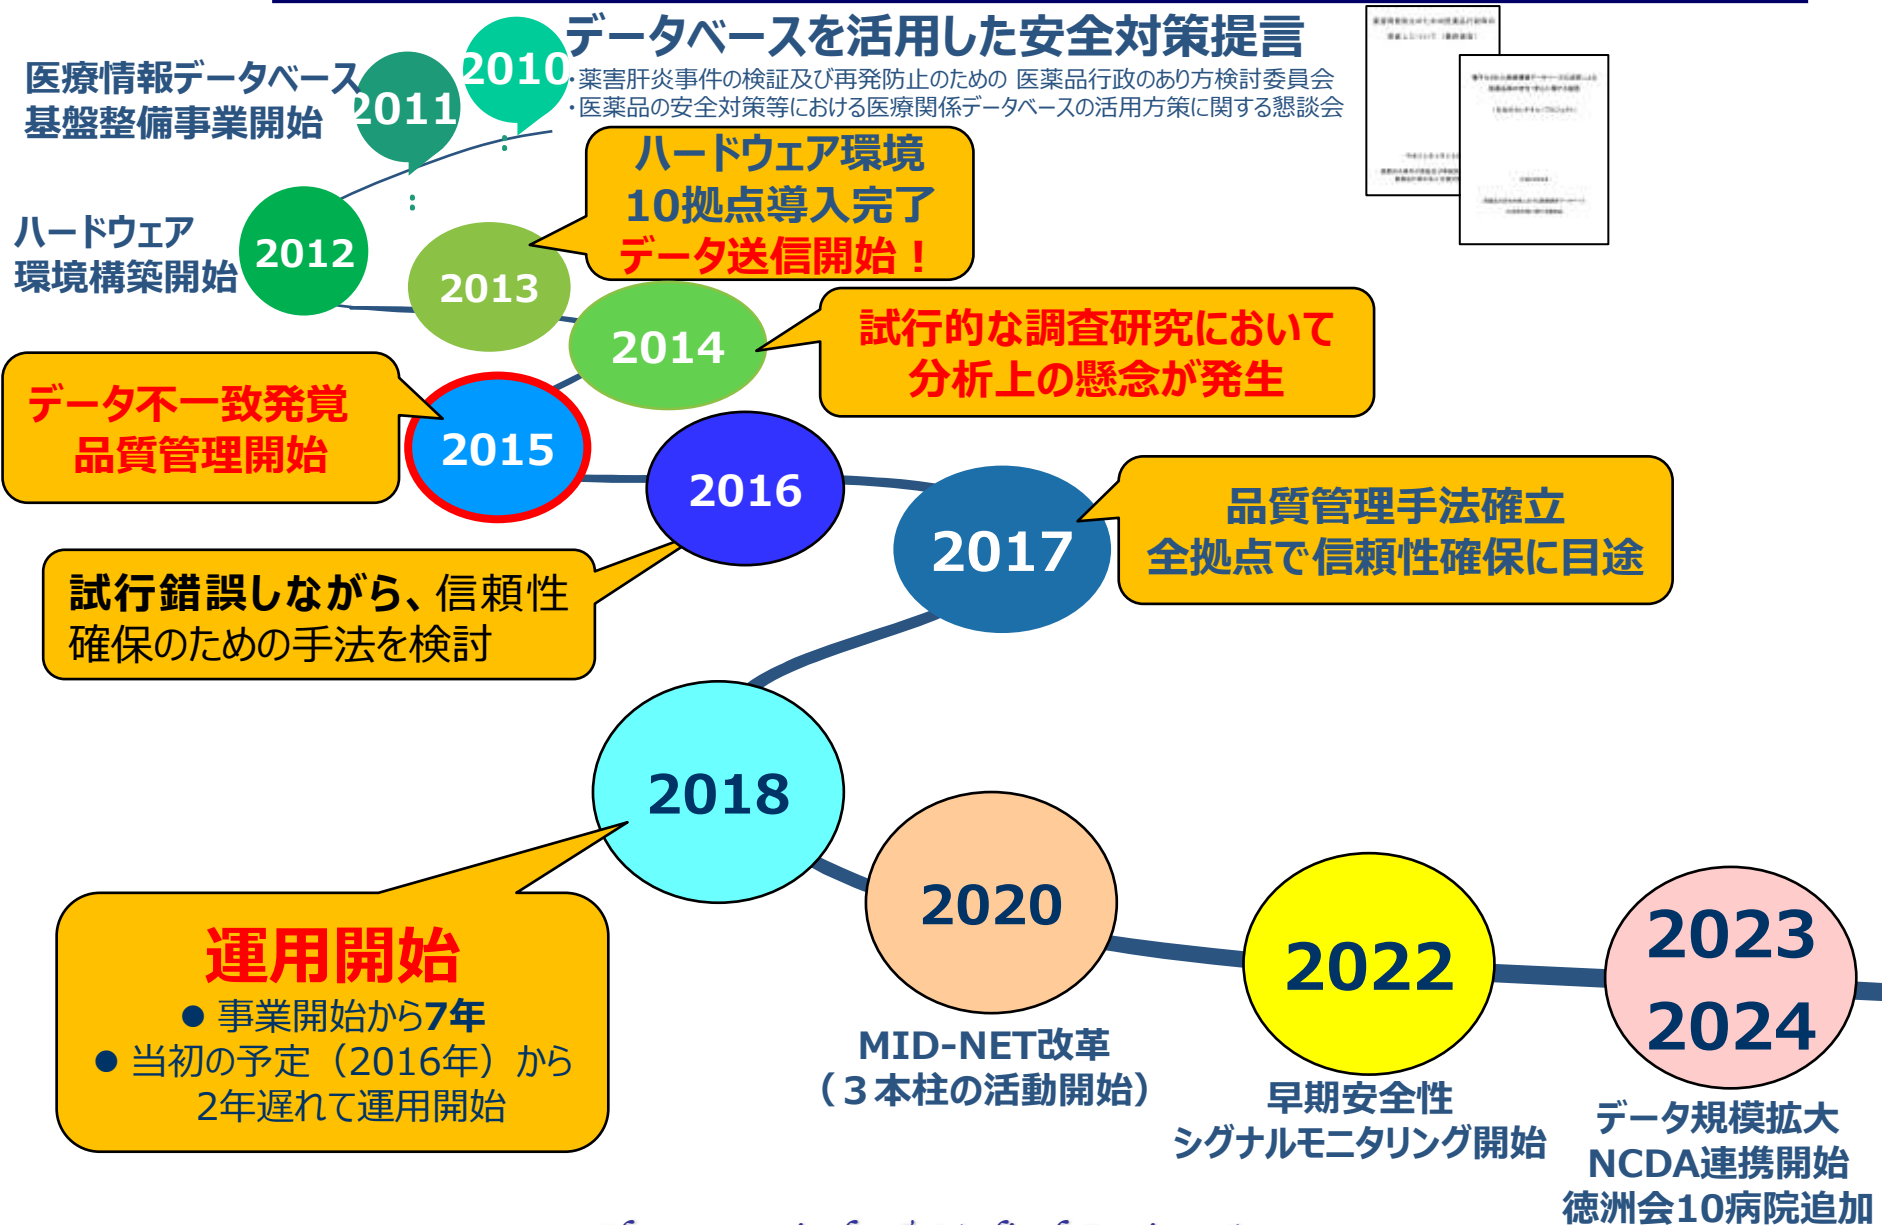 データベースを活用した安全対策提言
・薬害肝炎事件の検証及び再発防止のための 医薬品行政のあり方検討委員会
・医薬品の安全対策等における医療関係データベースの活用方策に関する懇談会
2010
医療情報データベース
基盤整備事業開始
2011
ハードウェア
環境構築開始
2012
ハードウェア環境
10拠点導入完了
データ送信開始！
2013
2014
試行的な調査研究において
分析上の懸念が発生
データ不一致発覚
品質管理開始
2015
2016
試行錯誤しながら、信頼性
確保のための手法を検討
2017
品質管理手法確立
全拠点で信頼性確保に目途
2018
運用開始
● 事業開始から7年
● 当初の予定（2016年）から
2年遅れて運用開始
2020
MID-NET改革
（３本柱の活動開始）
2022
早期安全性
シグナルモニタリング開始
2023
2024
データ規模拡大
NCDA連携開始
徳洲会10病院追加